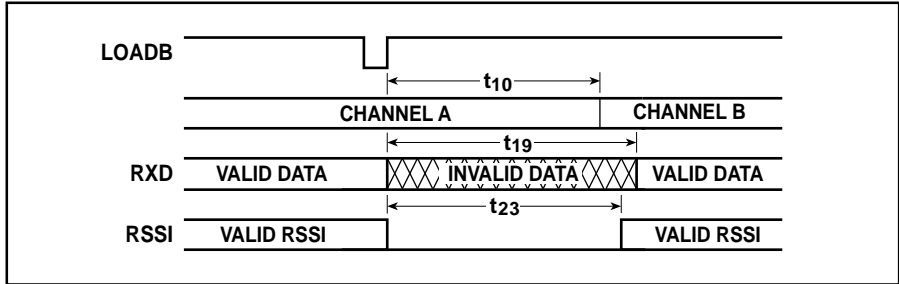 LOADB
t10
CHANNEL A CHANNEL B
t19
RXD VALID DATA INVALID DATA VALID DATA
t23
RSSI VALID RSSI VALID RSSI